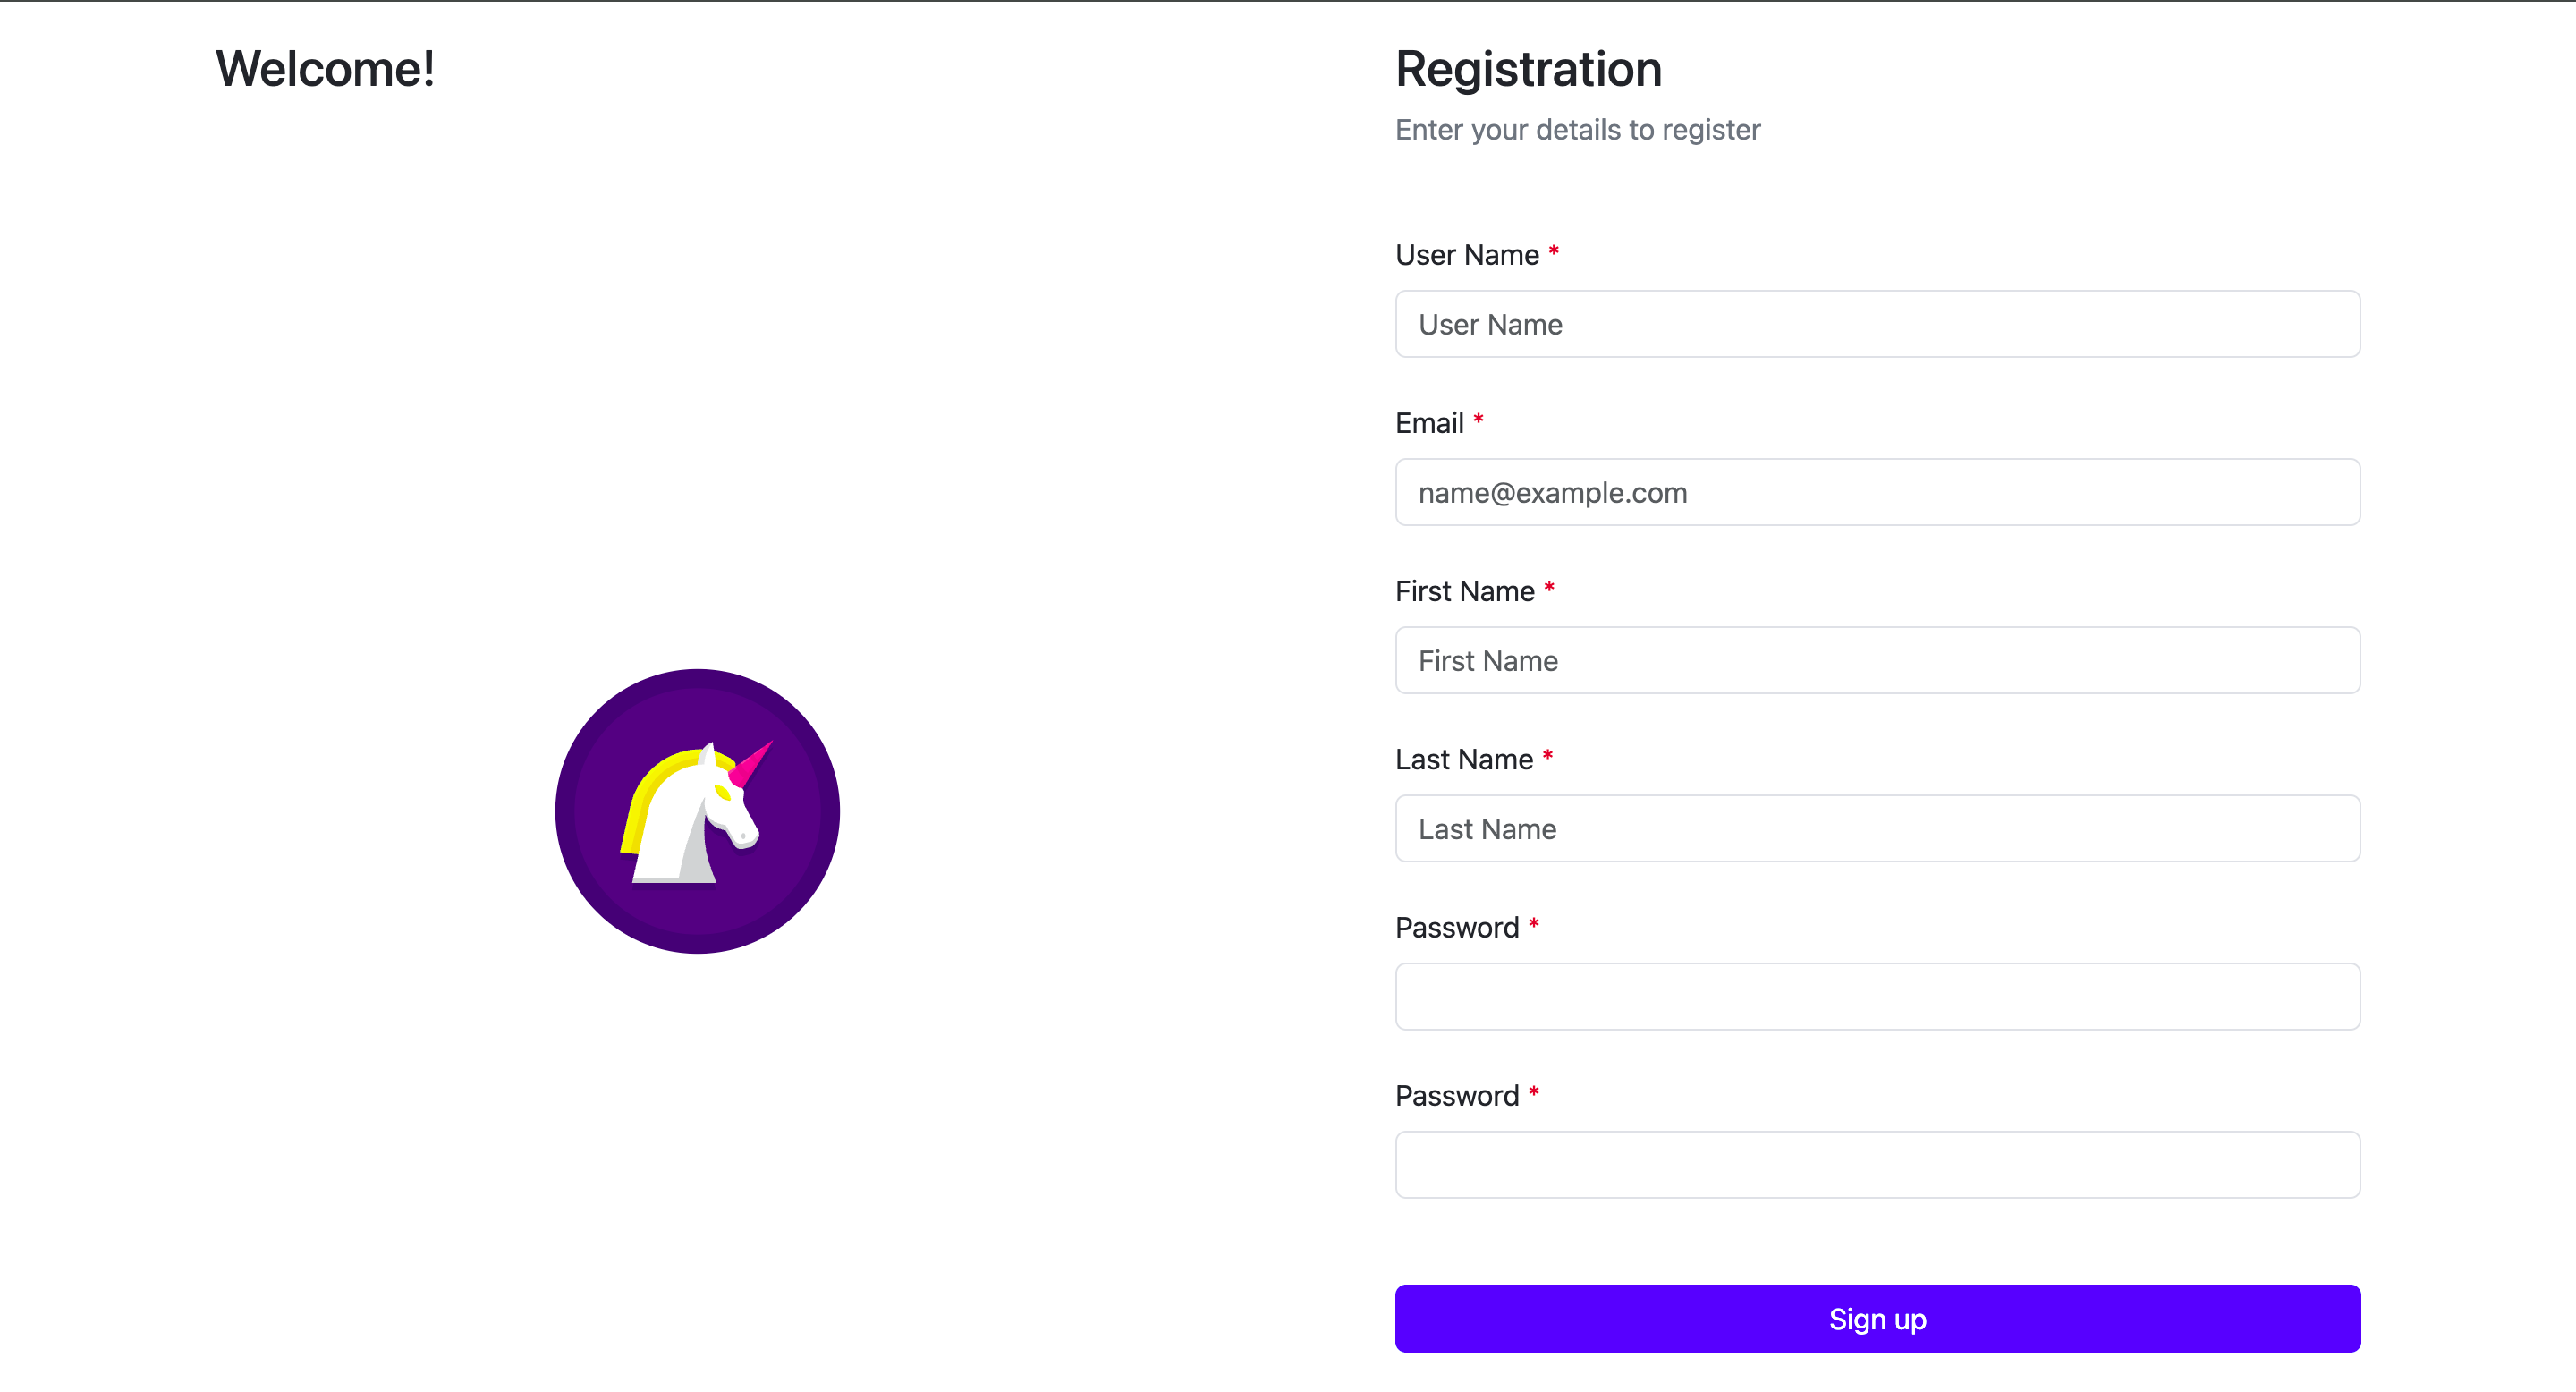 Welcome!
Registration
Enter your details to register
User Name *
User Name
Email *
name@example.com
First Name *
First Name
Last Name *
Last Name
Password *
Password *
Sign up